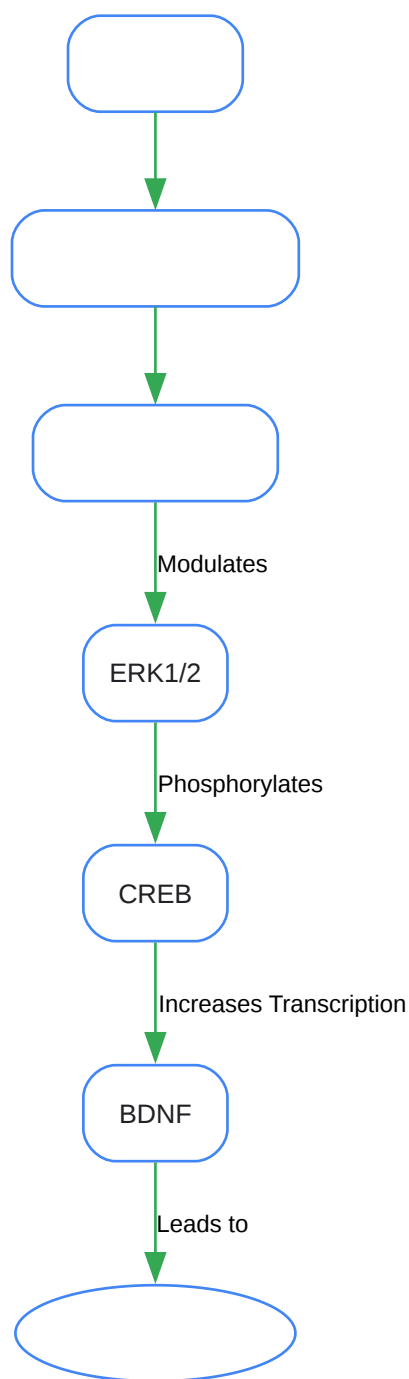 Modulates
ERK1/2
Phosphorylates
CREB
Increases Transcription
BDNF
Leads to